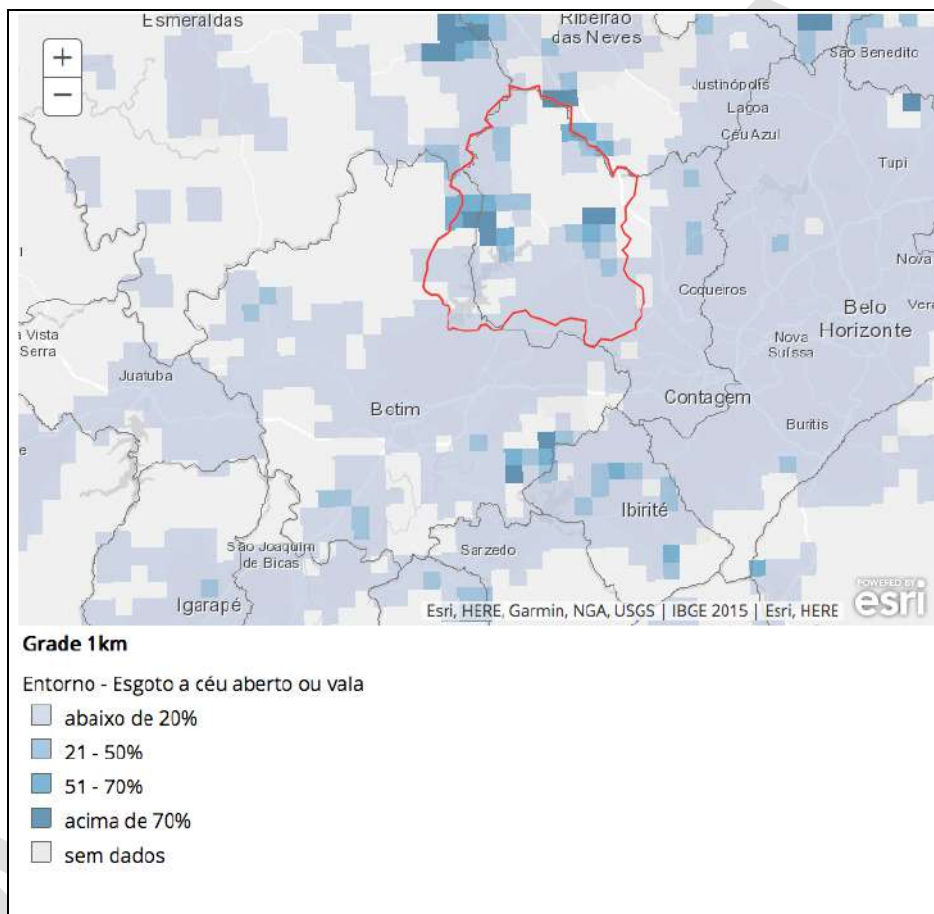 Esmeraldas
Ribeirão
das Neves
São Benedito
Justinópolis
Lagoa
Céu Azul
Tupi
Nova
Coqueiros
Belo
Horizonte
Nova
Suíssa
Vista
Serra
Juatuba
Betim
Contagem
Buritis
Ibirité
São Joaquim
de Bicas
Sarzedo
Igarapé
POWERED BY
esri
Esri, HERE, Garmin, NGA, USGS | IBGE 2015 | Esri, HERE
Grade 1km
Entorno - Esgoto a céu aberto ou vala
abaixo de 20%
21 - 50%
51 - 70%
acima de 70%
sem dados